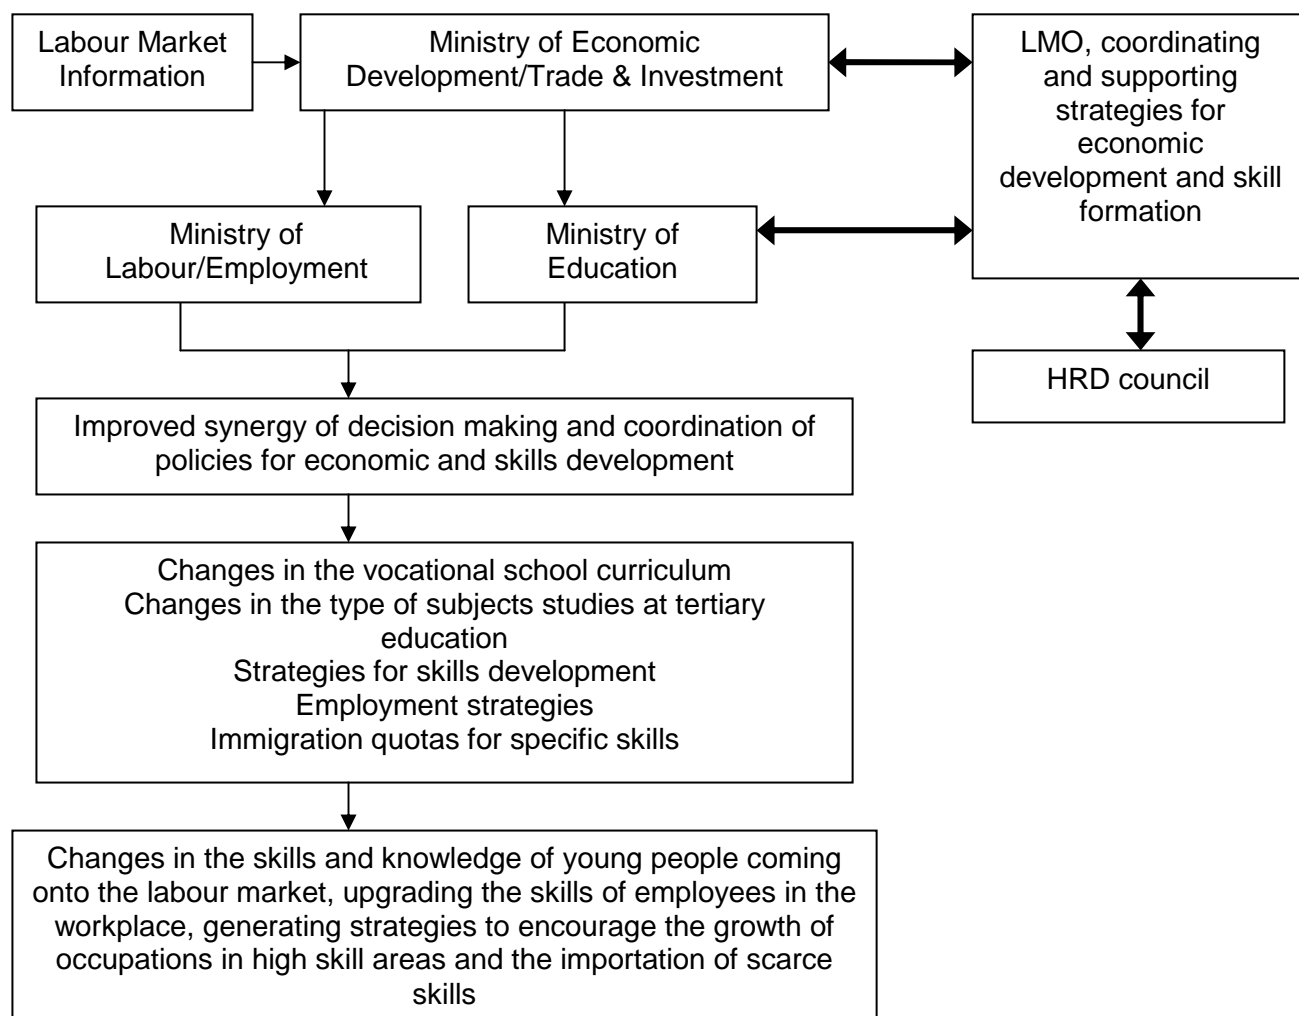 Labour Market
Information
Ministry of Economic
Development/Trade & Investment
LMO, coordinating
and supporting
strategies for
economic
development and skill
formation
Ministry of
Labour/Employment
Ministry of
Education
HRD council
Improved synergy of decision making and coordination of
policies for economic and skills development
Changes in the vocational school curriculum
Changes in the type of subjects studies at tertiary
education
Strategies for skills development
Employment strategies
Immigration quotas for specific skills
Changes in the skills and knowledge of young people coming
onto the labour market, upgrading the skills of employees in the
workplace, generating strategies to encourage the growth of
occupations in high skill areas and the importation of scarce
skills